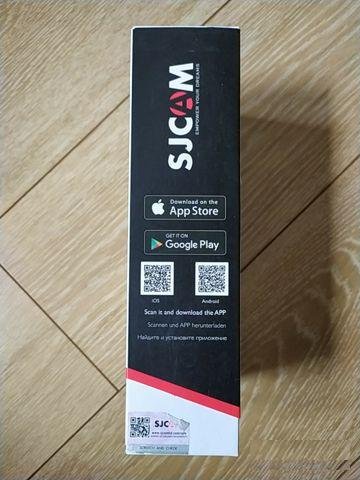 SJCAM
EMPOWER YOUR DREAMS
Download on the
App Store
GET IT ON
Google Play
iOS
Android
Scan it and download the APP
Scannen und APP herunterladen
Найдите и установите приложение
SJCAM
SCRATCH AND CHECK